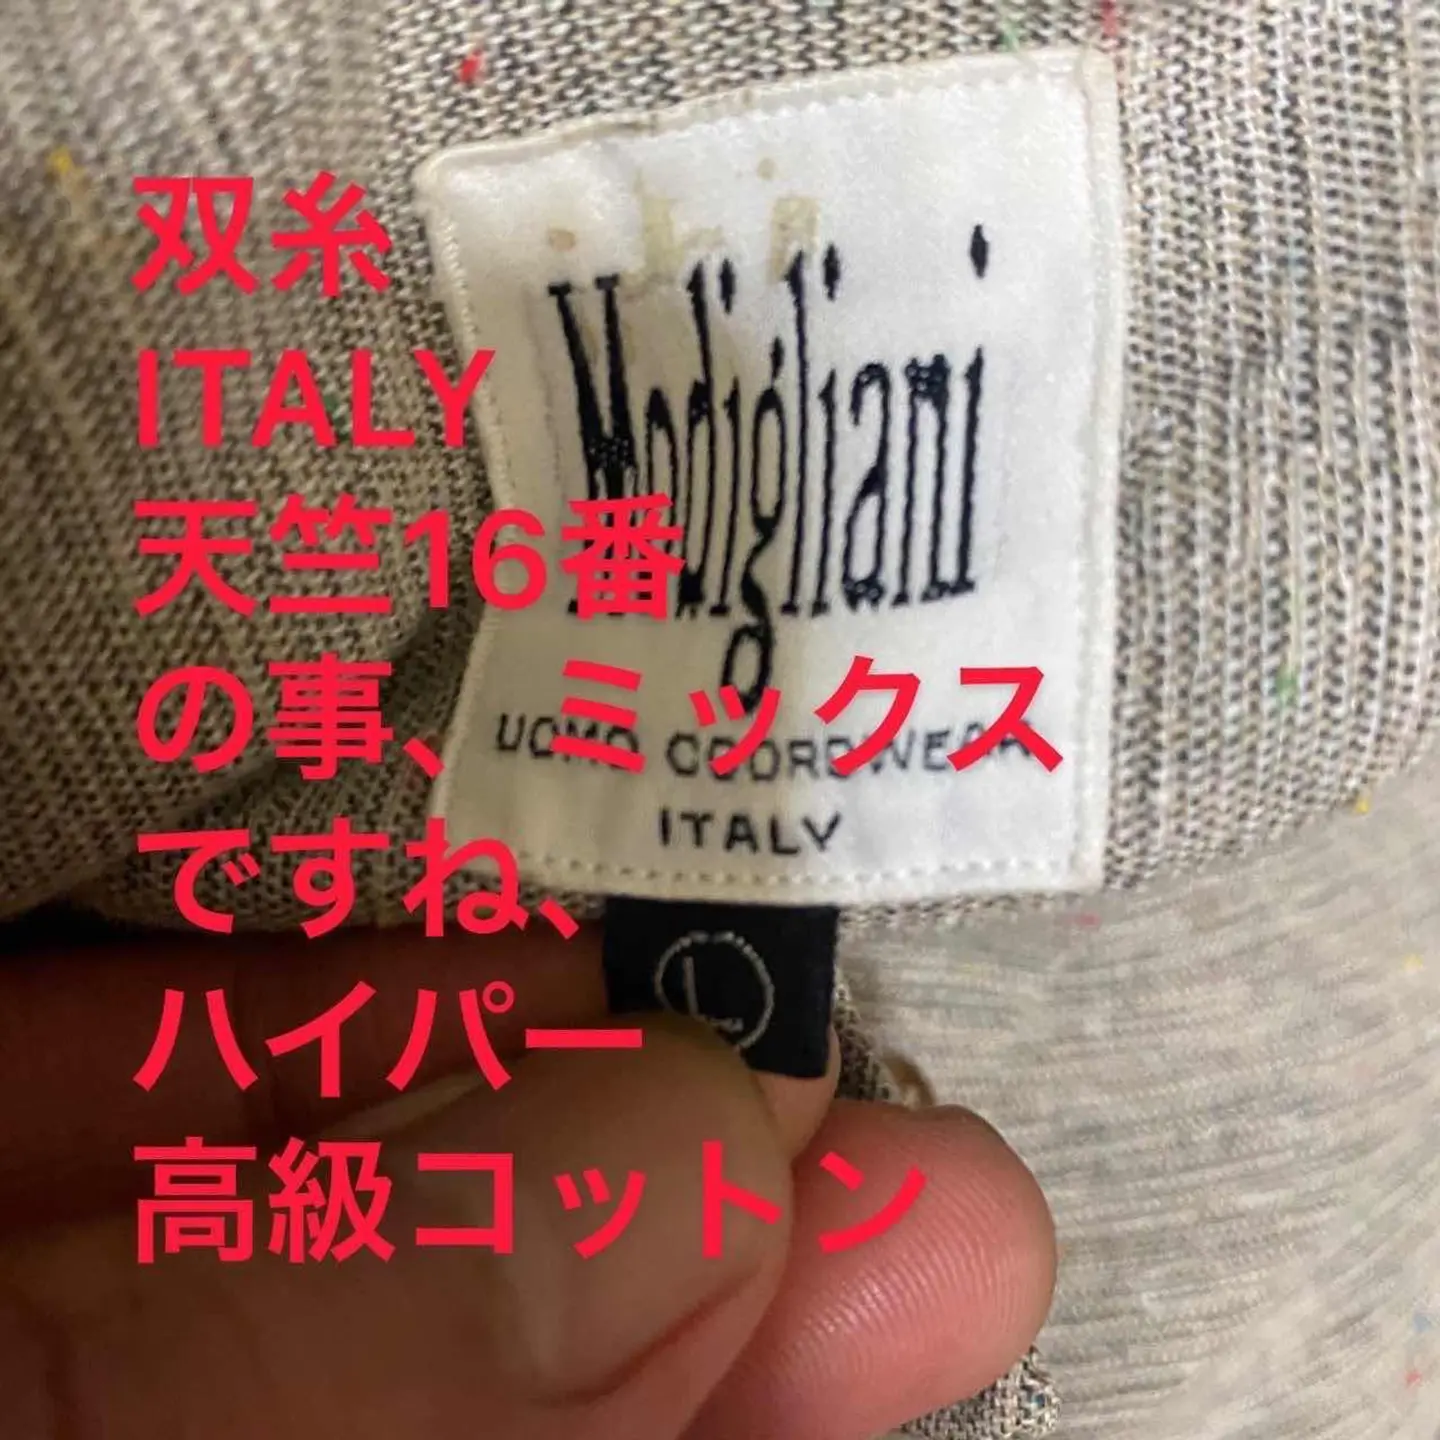 双糸
ITALY
天竺16番
の事、ミックス
ですね、
ハイパー
高級コットン
Modigliani
UOMO COORDWEAR
ITALY
L